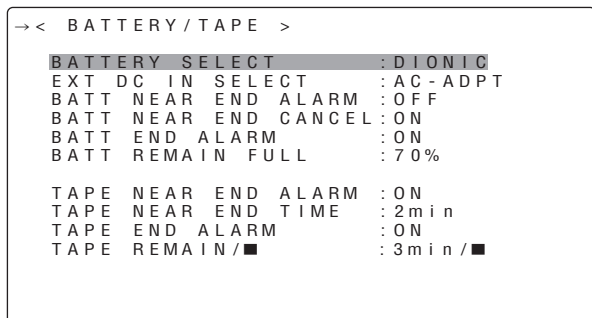 →< BATTERY/TAPE >
BATTERY SELECT :DIONIC
EXT DC IN SELECT :AC-ADPT
BATT NEAR END ALARM :OFF
BATT NEAR END CANCEL:ON
BATT END ALARM :ON
BATT REMAIN FULL :70%
TAPE NEAR END ALARM :ON
TAPE NEAR END TIME :2min
TAPE END ALARM :ON
TAPE REMAIN/■ :3min/■